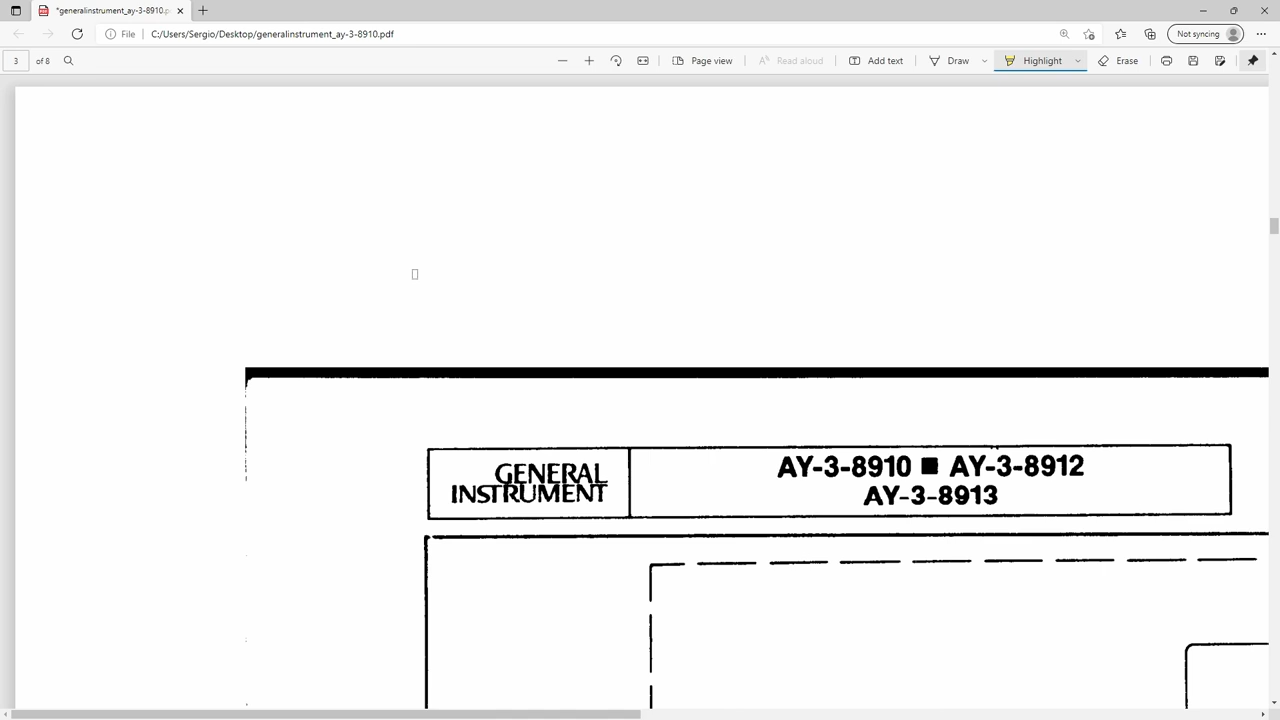 *generalinstrument_ay-3-8910.p
File
C:/Users/Sergio/Desktop/generalinstrument_ay-3-8910.pdf
Not syncing
3 of 8
Page view
Read aloud
Add text
Draw
Highlight
Erase
GENERAL
INSTRUMENT
AY-3-8910 ■ AY-3-8912
AY-3-8913